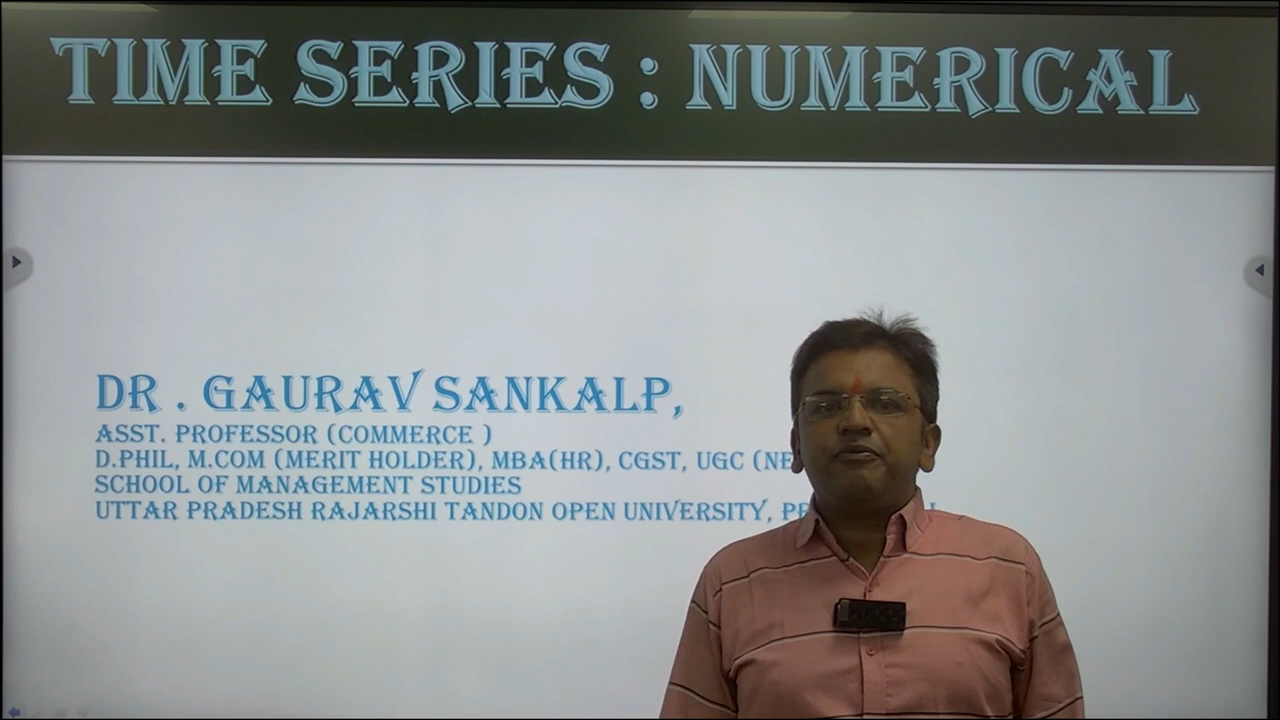 TIME SERIES : NUMERICAL
DR . GAURAV SANKALP,
ASST. PROFESSOR (COMMERCE )
D.PHIL, M.COM (MERIT HOLDER), MBA(HR), CGST, UGC
SCHOOL OF MANAGEMENT STUDIES
UTTAR PRADESH RAJARSHI TANDON OPEN UNIVERSITY,